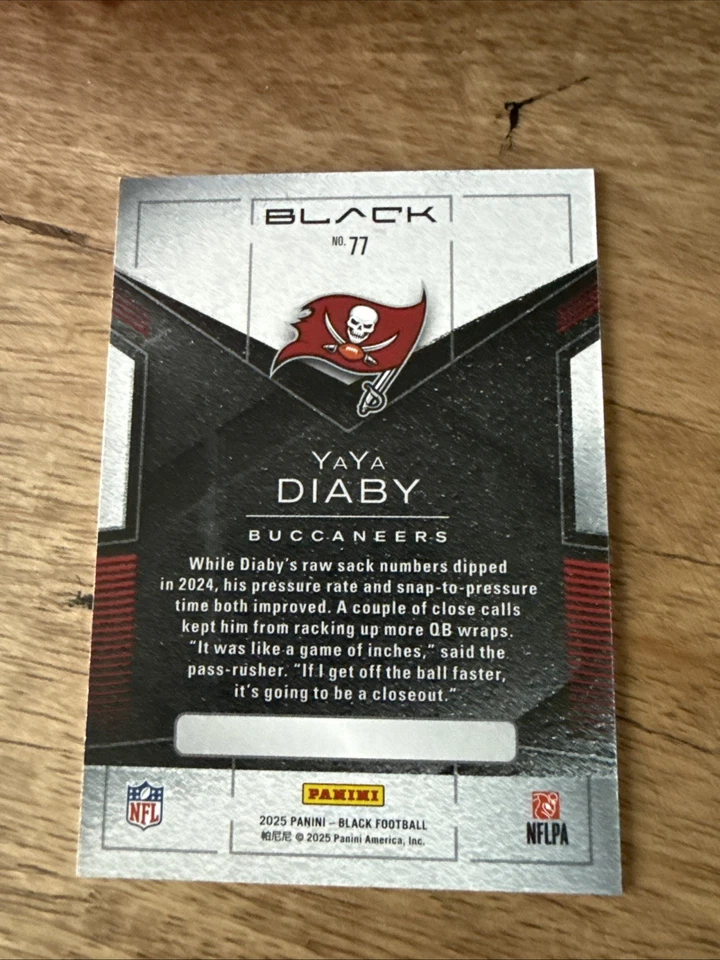 BLACK
NO. 77
YAYA
DIABY
BUCCANEERS
While Diaby's raw sack numbers dipped
in 2024, his pressure rate and snap-to-pressure
time both improved. A couple of close calls
kept him from racking up more QB wraps.
"It was like a game of inches," said the
pass-rusher. "If I get off the ball faster,
it's going to be a closeout."
NFL
PANINI
2025 PANINI – BLACK FOOTBALL
帕尼尼 © 2025 Panini America, Inc.
NFLPA